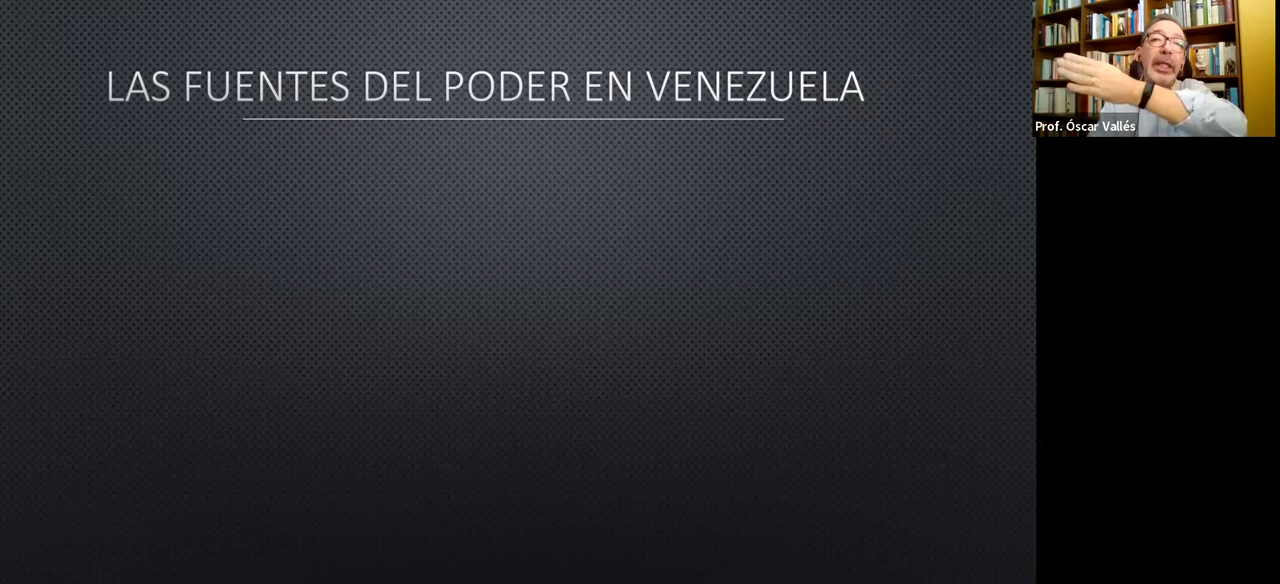 LAS FUENTES DEL PODER EN VENEZUELA
Prof. Óscar Vallés